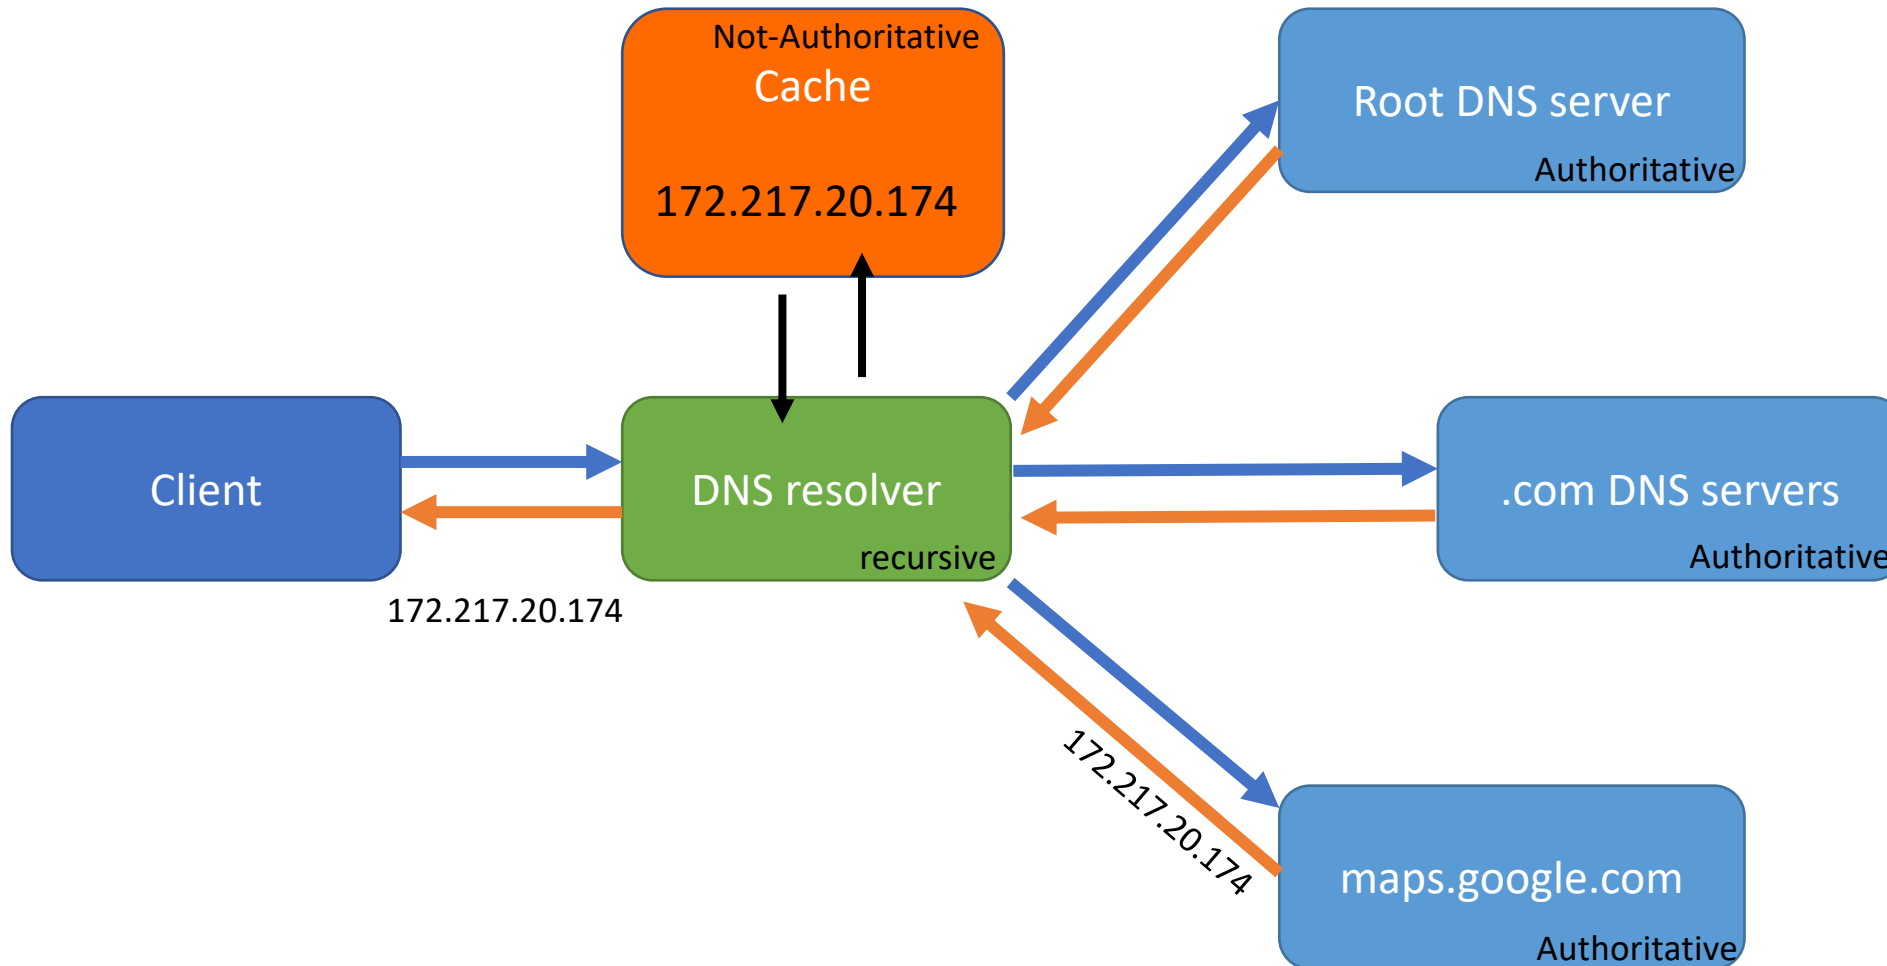 Not-Authoritative
Cache
172.217.20.174
Root DNS server
Authoritative
Client
DNS resolver
recursive
.com DNS servers
Authoritative
172.217.20.174
172.217.20.174
maps.google.com
Authoritative